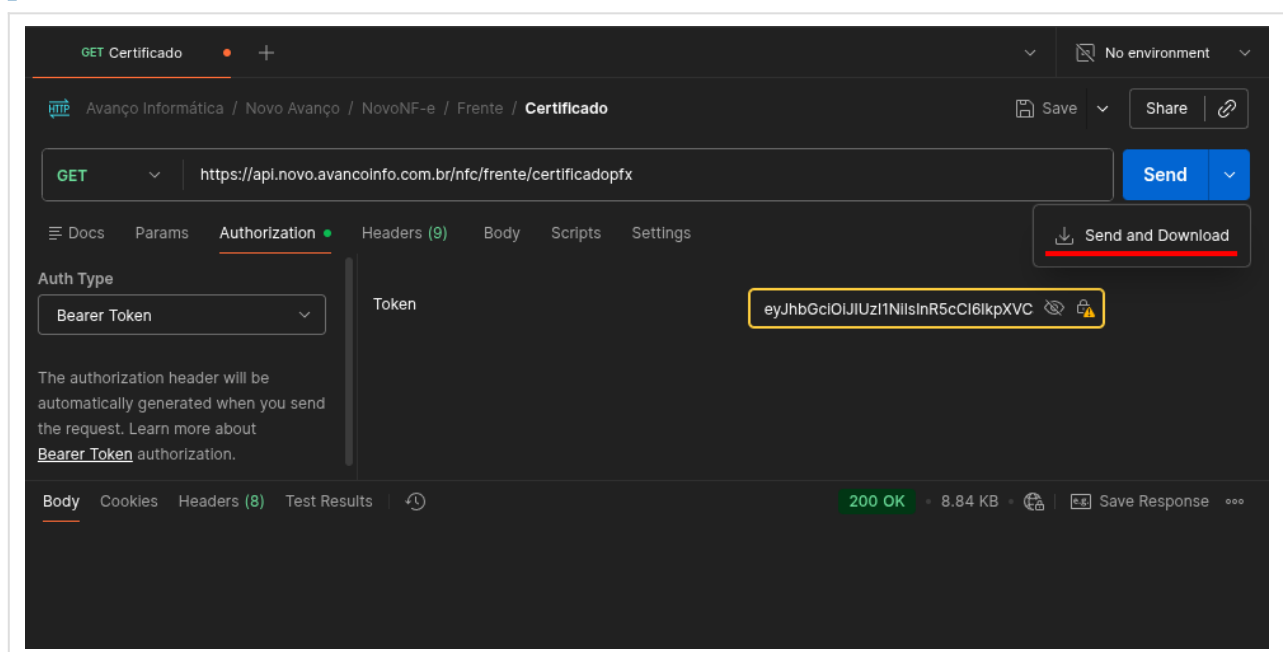 GET Certificado
No environment
HTTP Avanço Informática / Novo Avanço / NovoNF-e / Frente / Certificado
Save
Share
GET
https://api.novo.avancoinfo.com.br/nfc/frente/certificadopfx
Send
Docs Params Authorization Headers (9) Body Scripts Settings
Send and Download
Auth Type
Bearer Token
Token
eyJhbGciOiJIUzI1NiIsInR5cCI6IkpXVC
The authorization header will be
automatically generated when you send
the request. Learn more about
Bearer Token authorization.
Body Cookies Headers (8) Test Results
200 OK • 8.84 KB •
e.g. Save Response